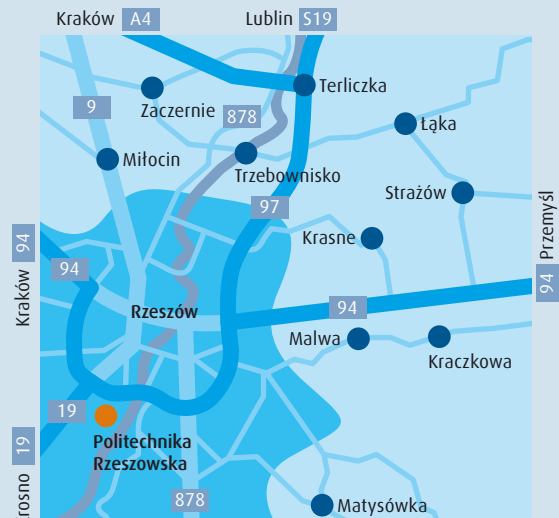 Kraków A4
Lublin S19
Terliczka
Zaczernie
9
878
Łąka
Miłocin
Trzebownisko
Strażów
97
Krasne
Kraków 94
94
Przemyśl
94
Rzeszów
94
Malwa
Kraczkowa
19
Politechnika
Rzeszowska
rosno 19
878
Matysówka